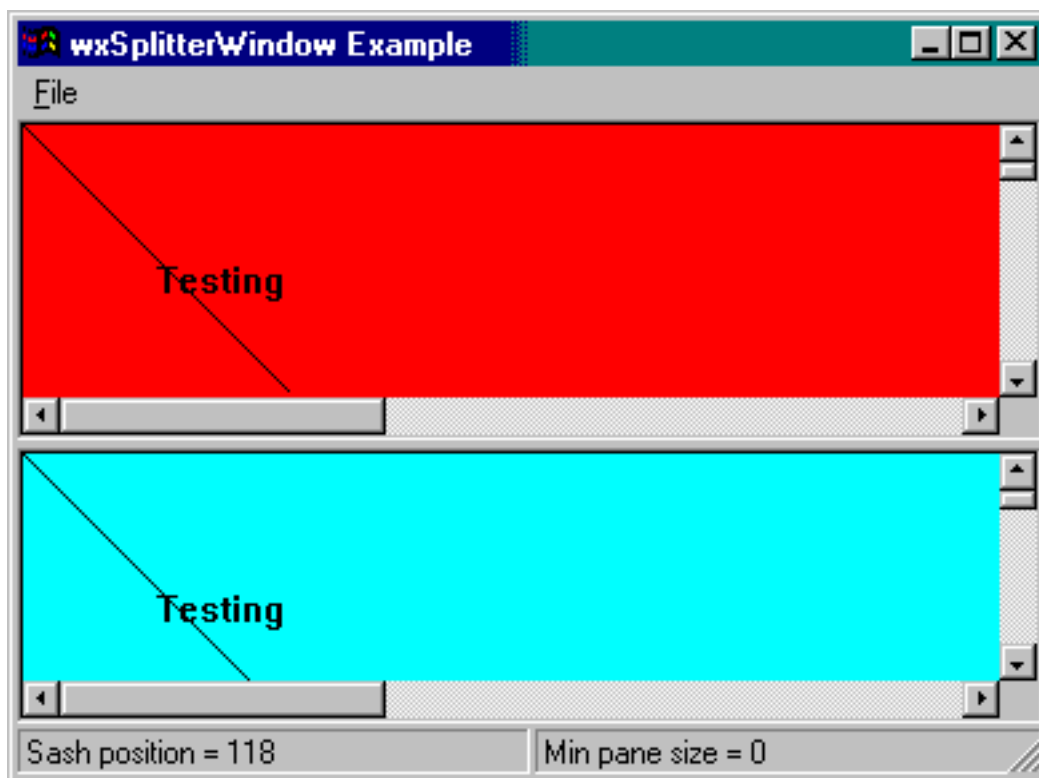 wxSplitterWindow Example
File
Testing
Testing
Sash position = 118
Min pane size = 0